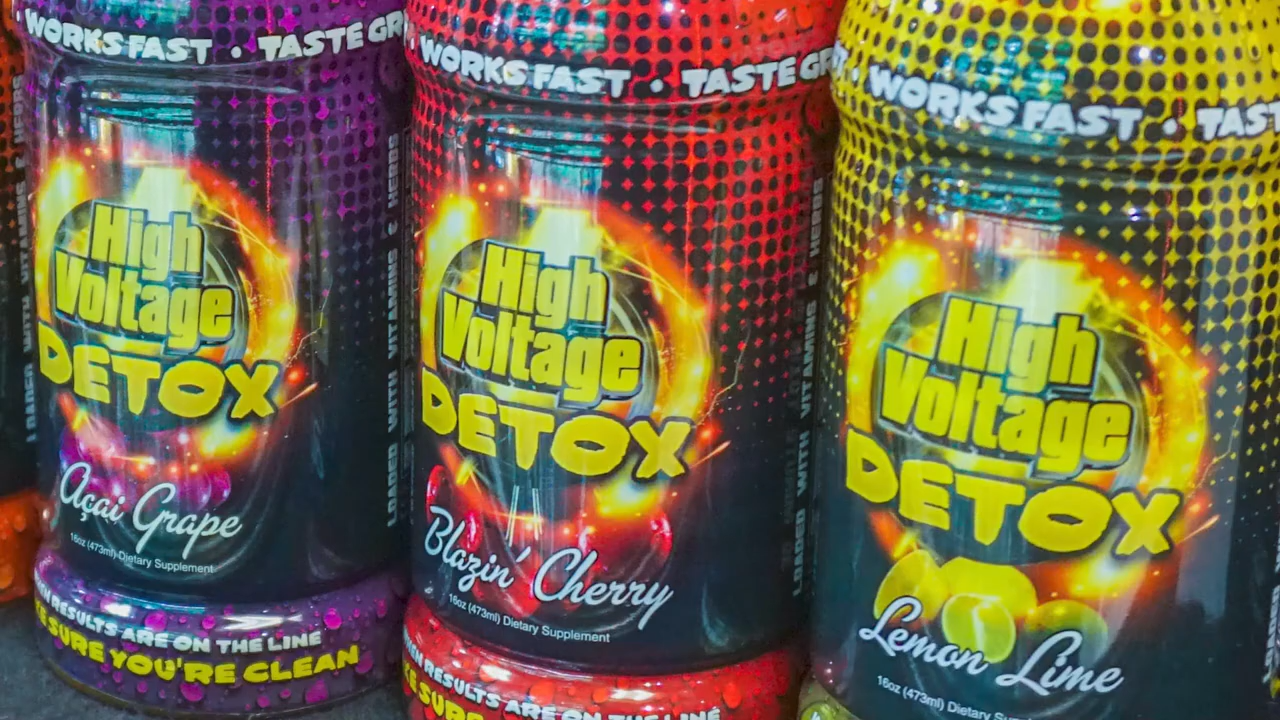 WORKS FAST • TASTE GR
High
Voltage
DETOX
Açai Grape
16oz (473ml) Dietary Supplement
RESULTS ARE ON THE LINE
SURE YOU'RE CLEAN
LOADED WITH VITAMINS & HERBS
WORKS FAST • TASTE GR
High
Voltage
DETOX
Blazin' Cherry
16oz (473ml) Dietary Supplement
RESULTS ARE ON THE LINE
SURE
LOADED WITH VITAMINS & HERBS
WORKS FAST • TAST
High
Voltage
DETOX
Lemon Lime
16oz (473ml) Dietary